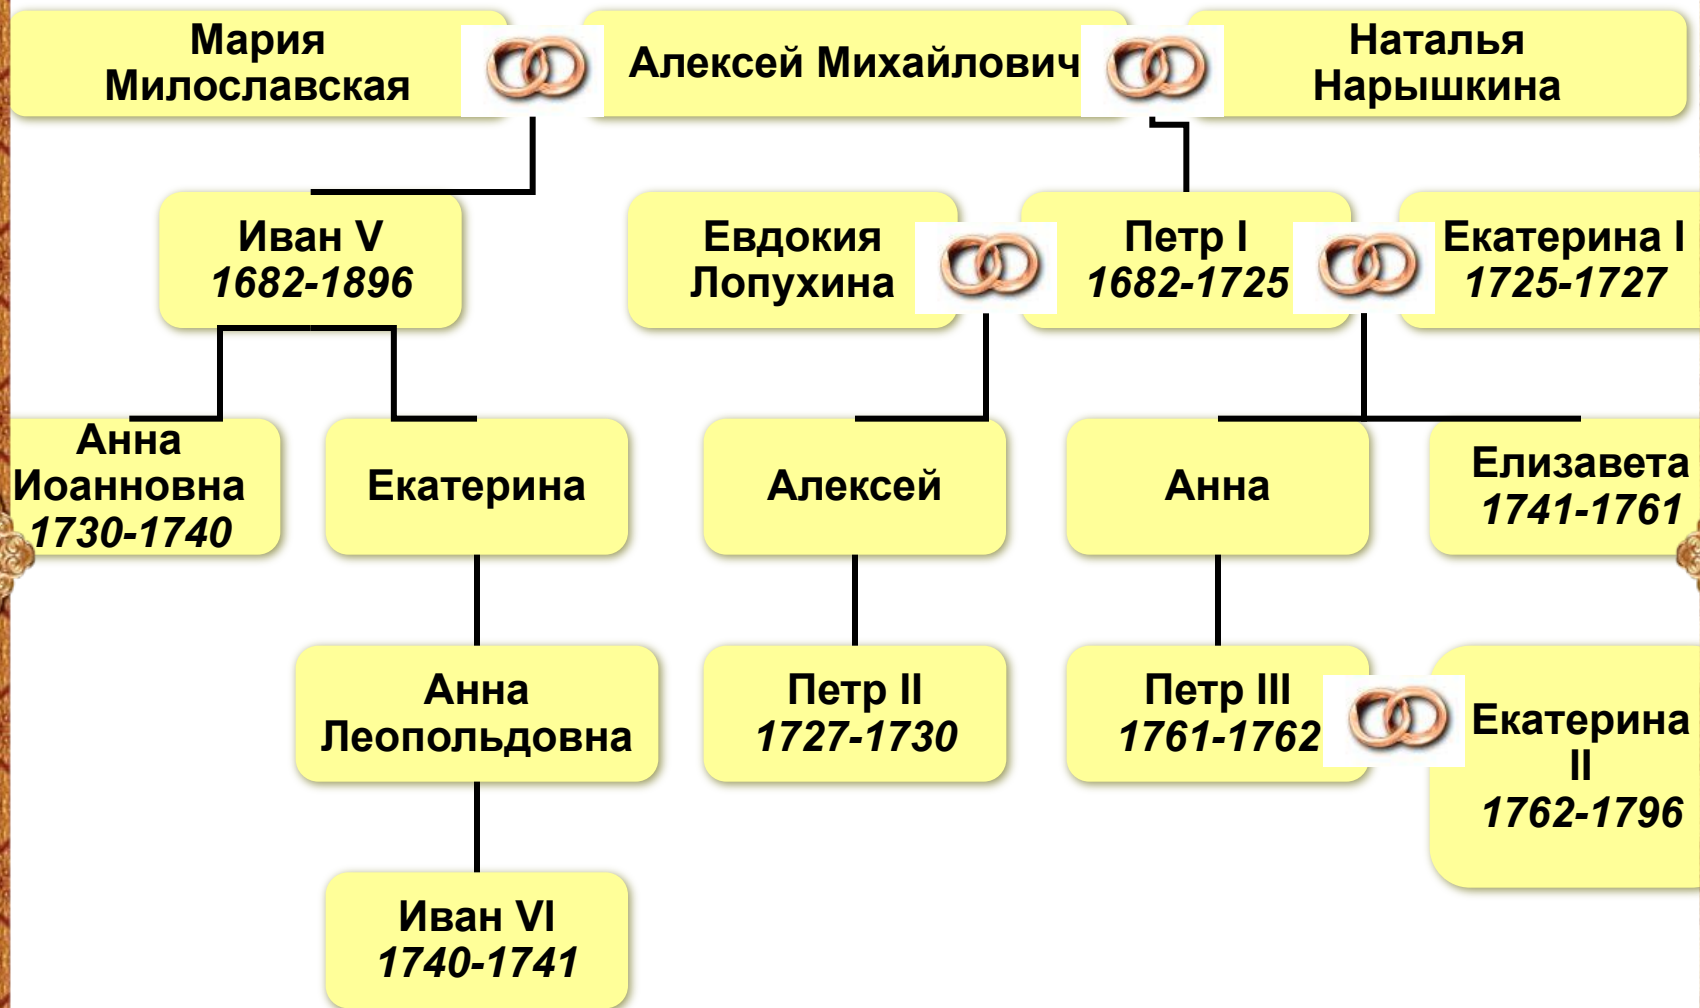 Мария
Милославская
Алексей Михайлович
Наталья
Нарышкина
Иван V
1682-1896
Евдокия
Лопухина
Петр I
1682-1725
Екатерина I
1725-1727
Анна
Иоанновна
1730-1740
Екатерина
Алексей
Анна
Елизавета
1741-1761
Анна
Леопольдовна
Петр II
1727-1730
Петр III
1761-1762
Екатерина
II
1762-1796
Иван VI
1740-1741